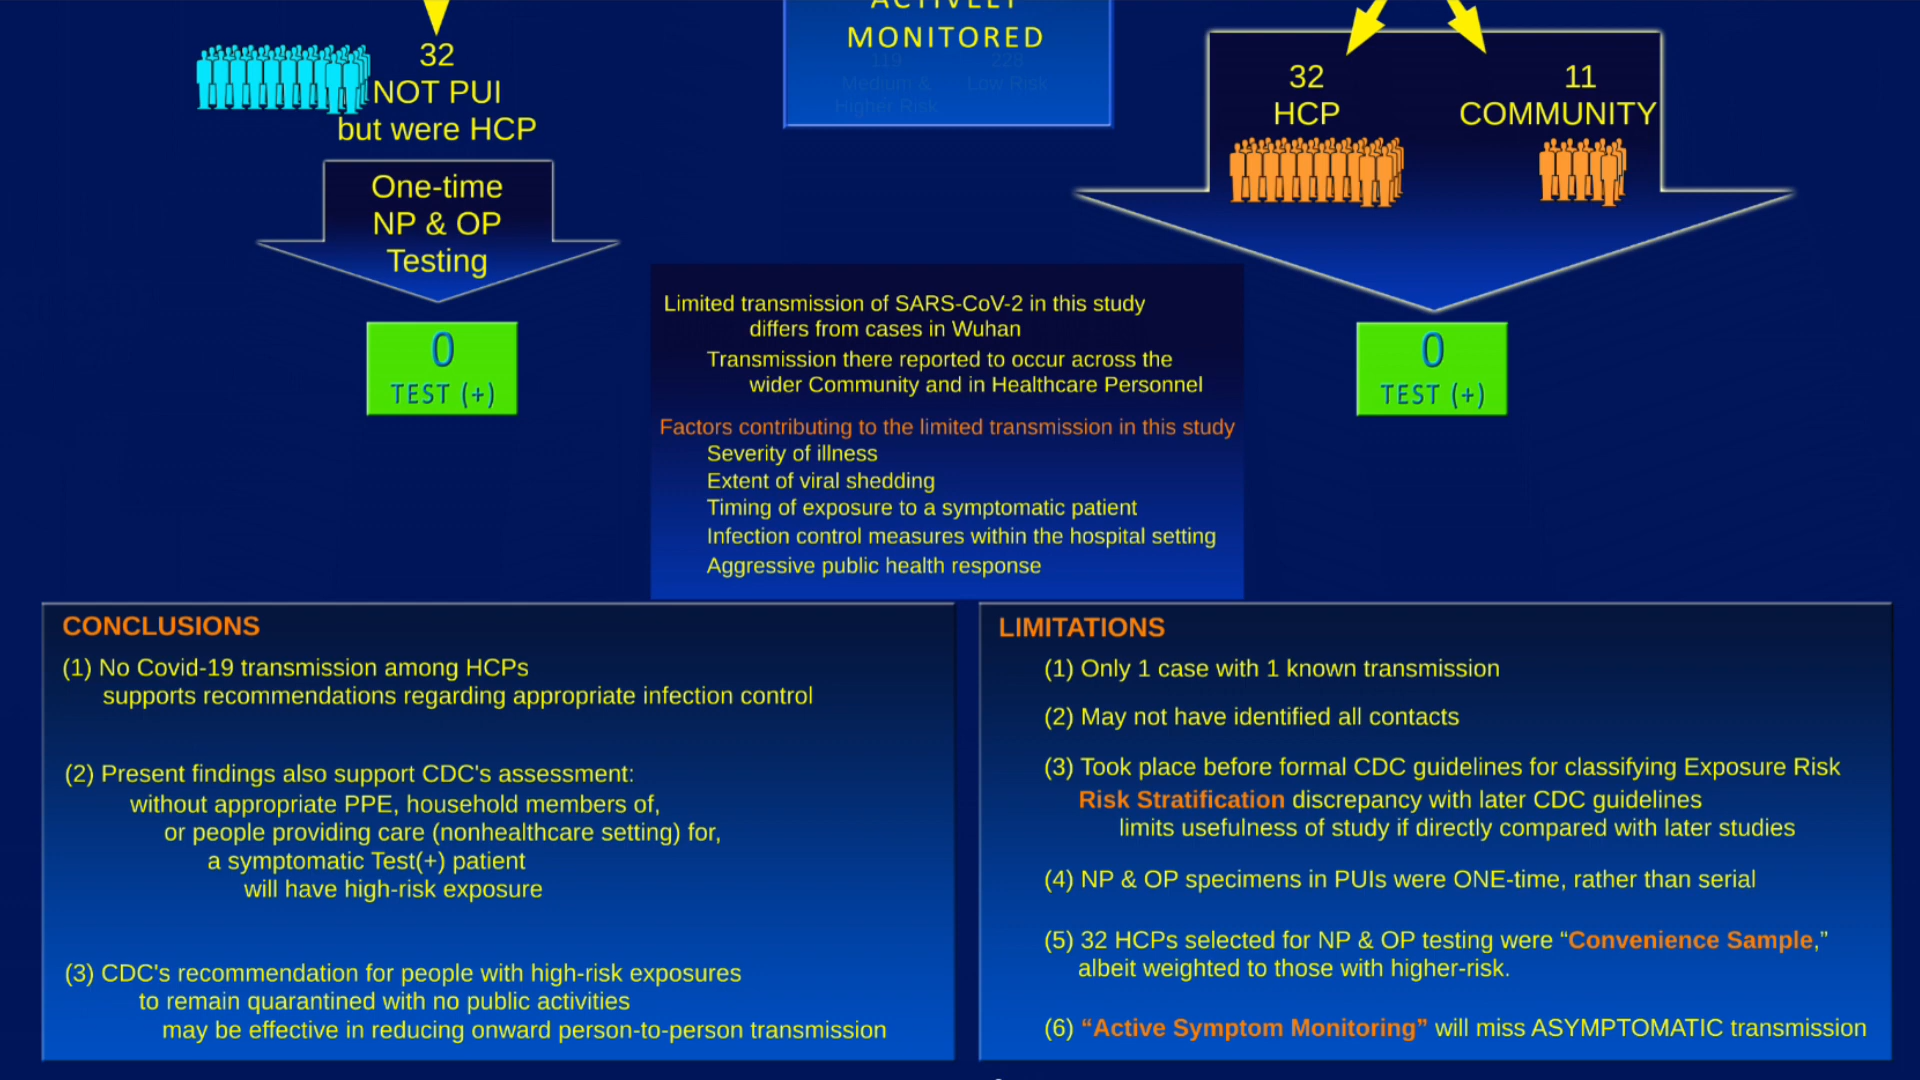 32
NOT PUI
but were HCP
One-time
NP & OP
Testing
0
TEST (+)
ACTIVELY
MONITORED
119
228
Medium &
Low Risk
Higher Risk
32
HCP
11
COMMUNITY
0
TEST (+)
Limited transmission of SARS-CoV-2 in this study
differs from cases in Wuhan
Transmission there reported to occur across the
wider Community and in Healthcare Personnel
Factors contributing to the limited transmission in this study
Severity of illness
Extent of viral shedding
Timing of exposure to a symptomatic patient
Infection control measures within the hospital setting
Aggressive public health response
CONCLUSIONS
(1) No Covid-19 transmission among HCPs
supports recommendations regarding appropriate infection control
(2) Present findings also support CDC's assessment:
without appropriate PPE, household members of,
or people providing care (nonhealthcare setting) for,
a symptomatic Test(+) patient
will have high-risk exposure
(3) CDC's recommendation for people with high-risk exposures
to remain quarantined with no public activities
may be effective in reducing onward person-to-person transmission
LIMITATIONS
(1) Only 1 case with 1 known transmission
(2) May not have identified all contacts
(3) Took place before formal CDC guidelines for classifying Exposure Risk
Risk Stratification discrepancy with later CDC guidelines
limits usefulness of study if directly compared with later studies
(4) NP & OP specimens in PUIs were ONE-time, rather than serial
(5) 32 HCPs selected for NP & OP testing were “Convenience Sample,”
albeit weighted to those with higher-risk.
(6) “Active Symptom Monitoring” will miss ASYMPTOMATIC transmission